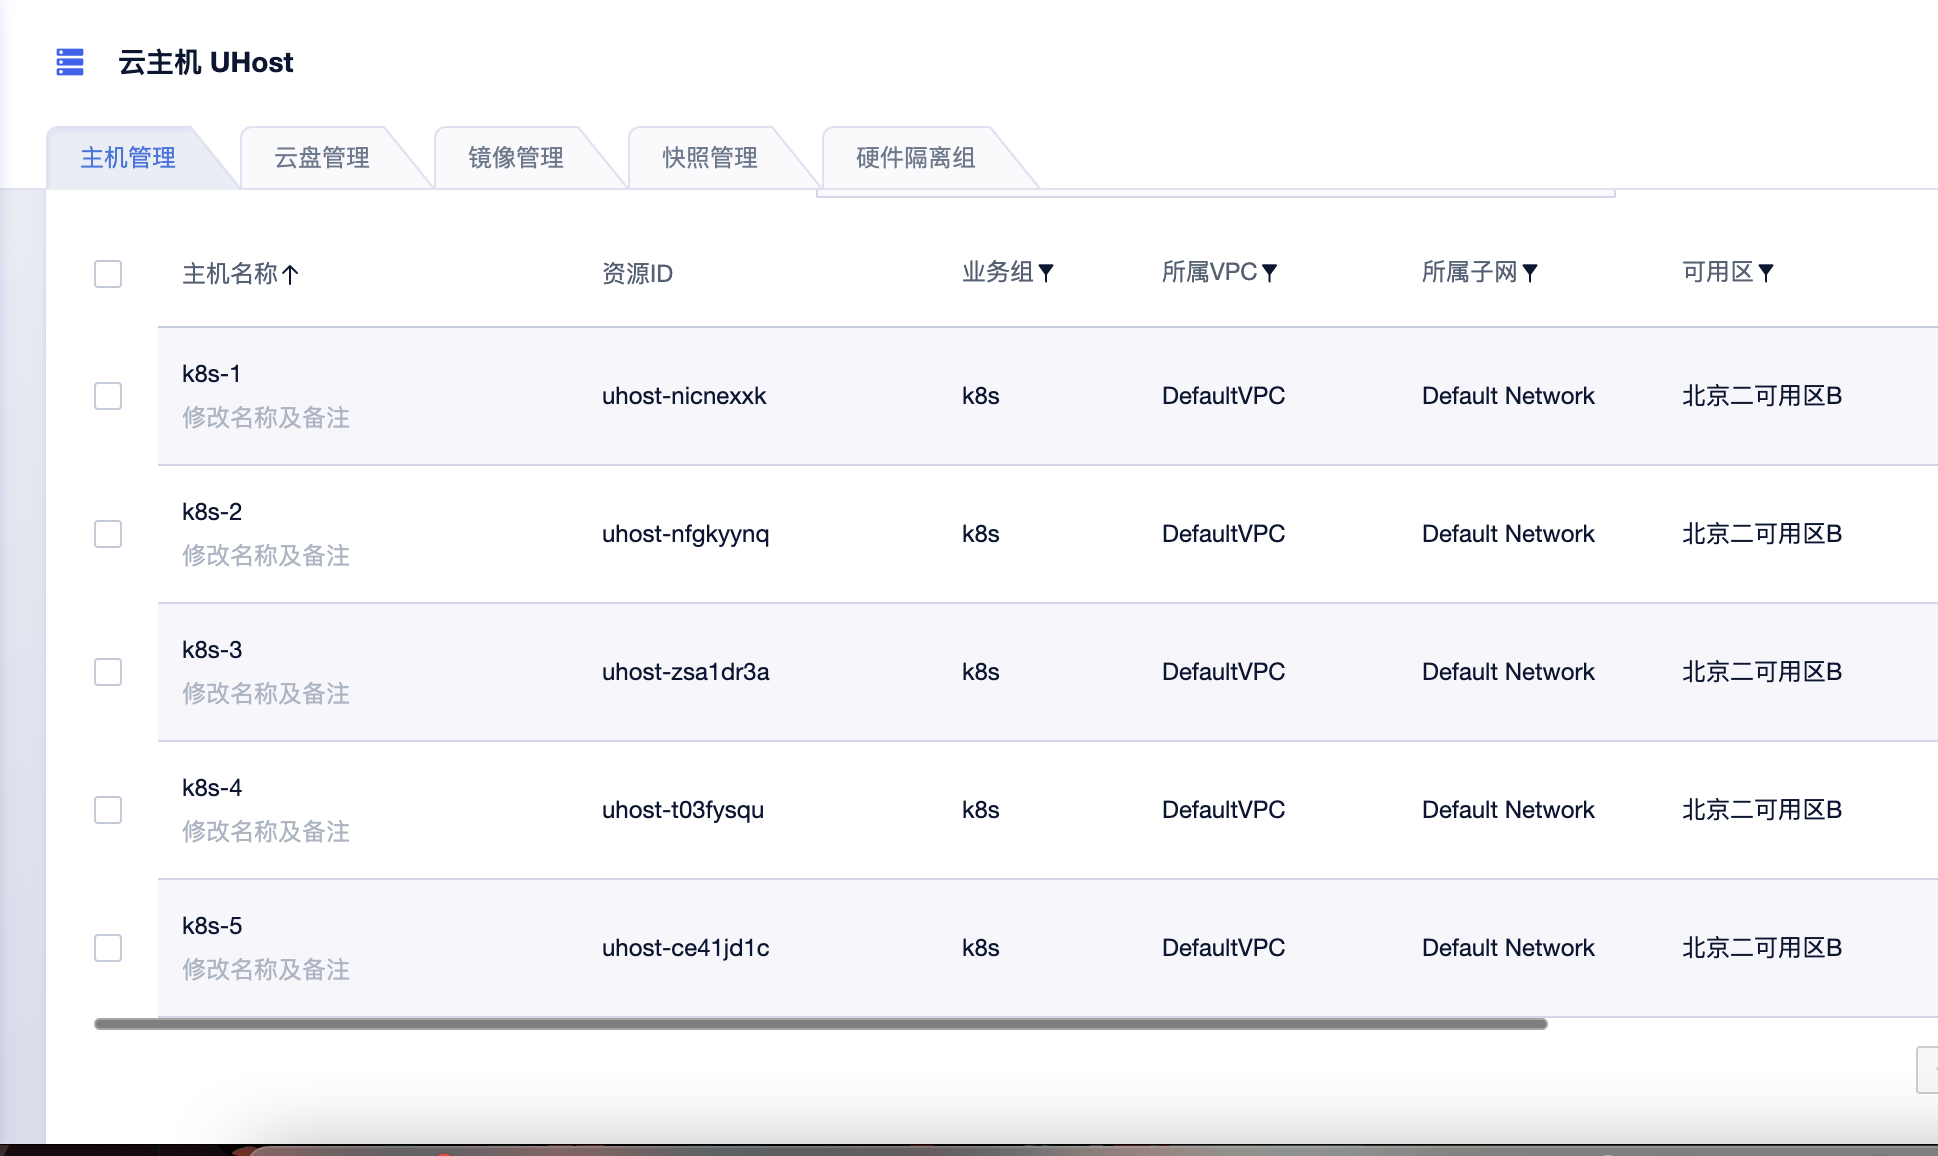 云主机 UHost
主机管理 云盘管理 镜像管理 快照管理 硬件隔离组
主机名称 资源ID 业务组 所属VPC 所属子网 可用区
k8s-1
修改名称及备注
uhost-nicnexxk k8s DefaultVPC Default Network 北京二可用区B
k8s-2
修改名称及备注
uhost-nfgkyynq k8s DefaultVPC Default Network 北京二可用区B
k8s-3
修改名称及备注
uhost-zsa1dr3a k8s DefaultVPC Default Network 北京二可用区B
k8s-4
修改名称及备注
uhost-t03fysqu k8s DefaultVPC Default Network 北京二可用区B
k8s-5
修改名称及备注
uhost-ce41jd1c k8s DefaultVPC Default Network 北京二可用区B